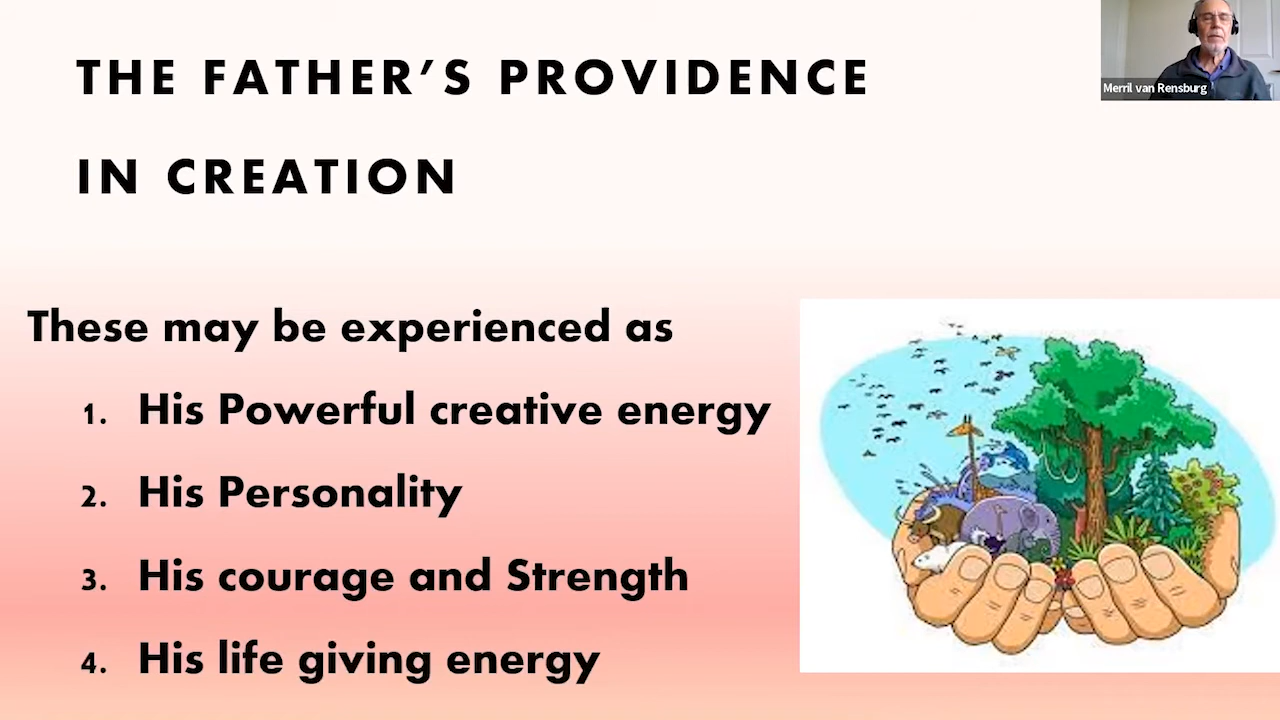 THE FATHER’S PROVIDENCE
IN CREATION
Merril van Rensburg
These may be experienced as
1. His Powerful creative energy
2. His Personality
3. His courage and Strength
4. His life giving energy